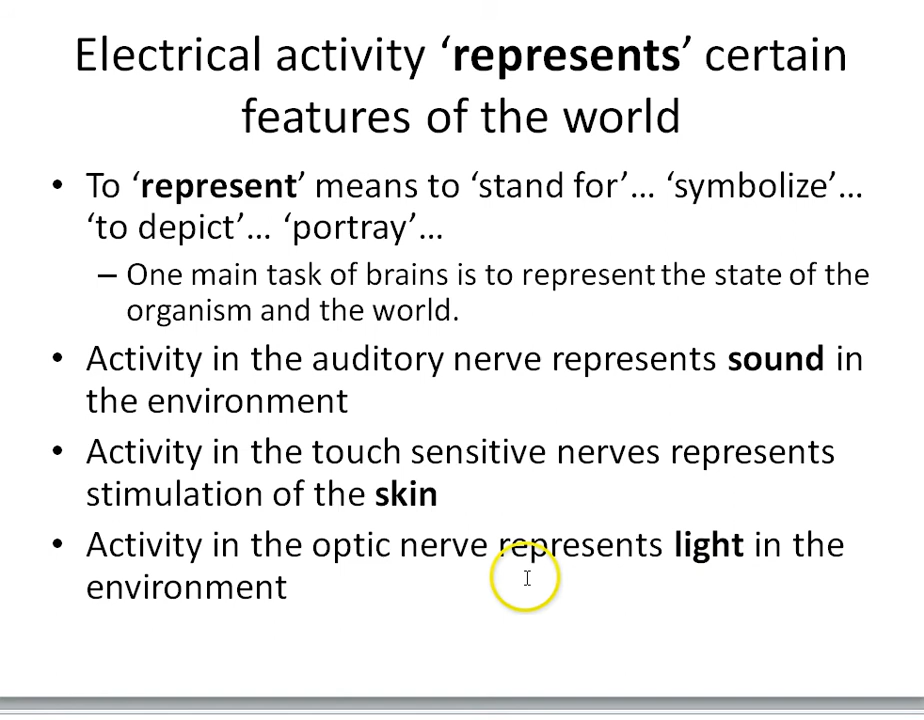 Electrical activity ‘represents’ certain
features of the world
• To ‘represent’ means to ‘stand for’… ‘symbolize’…
‘to depict’… ‘portray’…
– One main task of brains is to represent the state of the
organism and the world.
• Activity in the auditory nerve represents sound in
the environment
• Activity in the touch sensitive nerves represents
stimulation of the skin
• Activity in the optic nerve represents light in the
environment